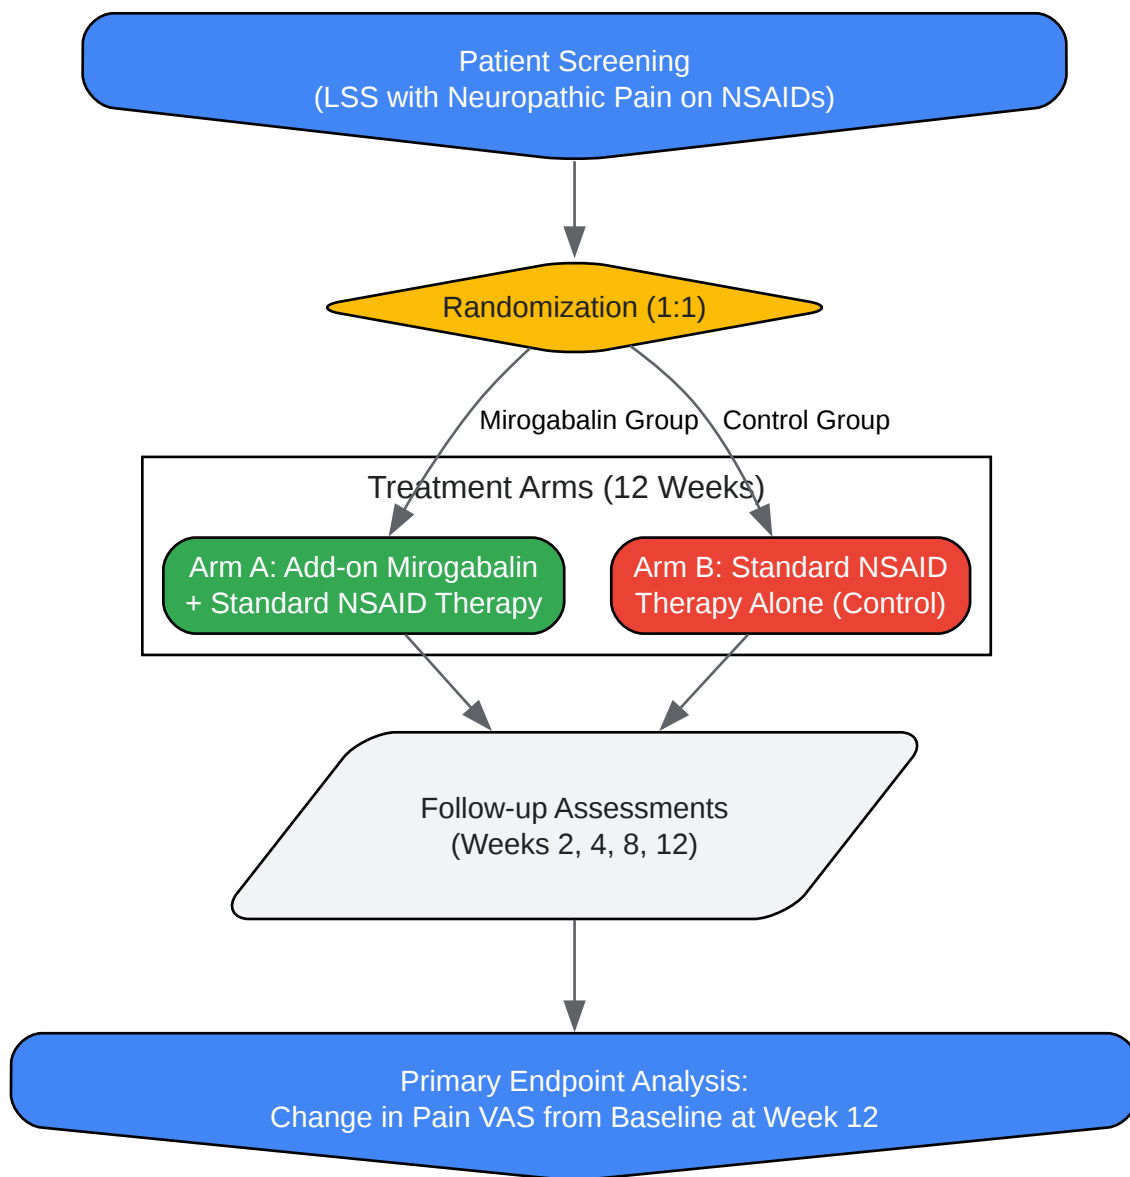 Patient Screening
(LSS with Neuropathic Pain on NSAIDs)
Randomization (1:1)
Mirogabalin Group
Control Group
Treatment Arms (12 Weeks)
Arm A: Add-on Mirogabalin
+ Standard NSAID Therapy
Arm B: Standard NSAID
Therapy Alone (Control)
Follow-up Assessments
(Weeks 2, 4, 8, 12)
Primary Endpoint Analysis:
Change in Pain VAS from Baseline at Week 12